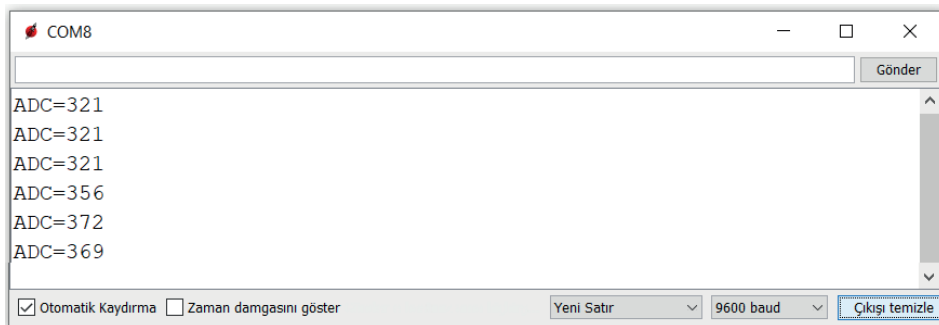 COM8
Gönder
ADC=321
ADC=321
ADC=321
ADC=356
ADC=372
ADC=369
Otomatik Kaydırma Zaman damgasını göster Yeni Satır 9600 baud Çıkışı temizle